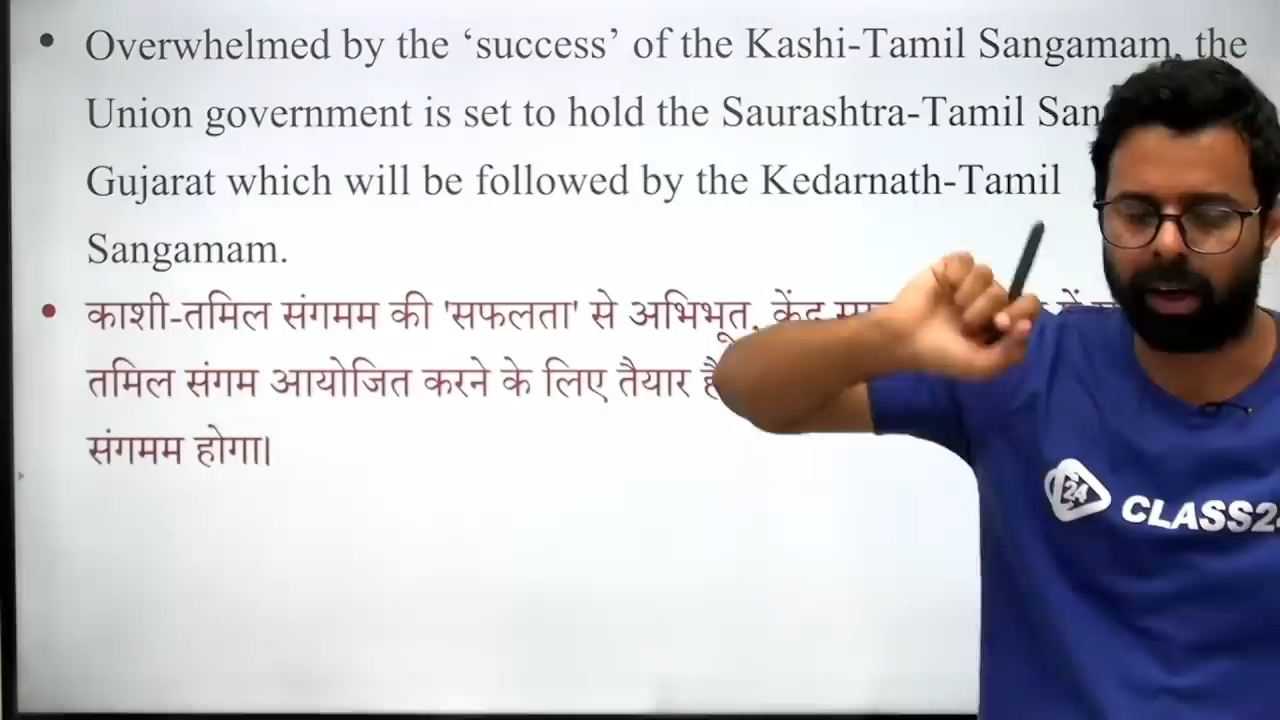 • Overwhelmed by the ‘success’ of the Kashi-Tamil Sangamam, the
Union government is set to hold the Saurashtra-Tamil
Gujarat which will be followed by the Kedarnath-Tamil
Sangamam.
• काशी-तमिल संगमम की 'सफलता' से अभिभूत, केंद्र
तमिल संगम आयोजित करने के लिए तैयार
संगमम होगा।
24